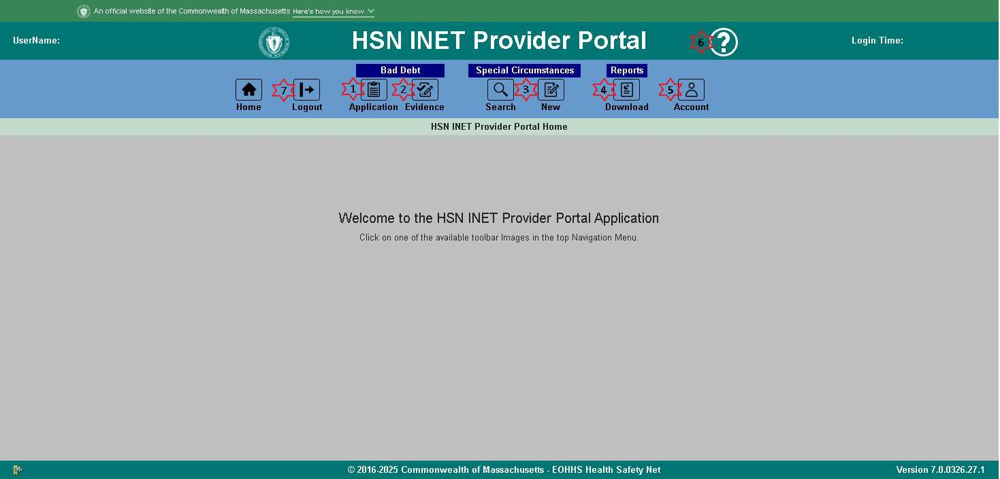 An official website of the Commonwealth of Massachusetts Here's how you know
UserName:
HSN INET Provider Portal
6
?
Login Time:
Bad Debt
Special Circumstances
Reports
7
1
2
3
4
5
Home
Logout
Application
Evidence
Search
New
Download
Account
HSN INET Provider Portal Home
Welcome to the HSN INET Provider Portal Application
Click on one of the available toolbar Images in the top Navigation Menu.
© 2016-2025 Commonwealth of Massachusetts - EOHHS Health Safety Net
Version 7.0.0326.27.1